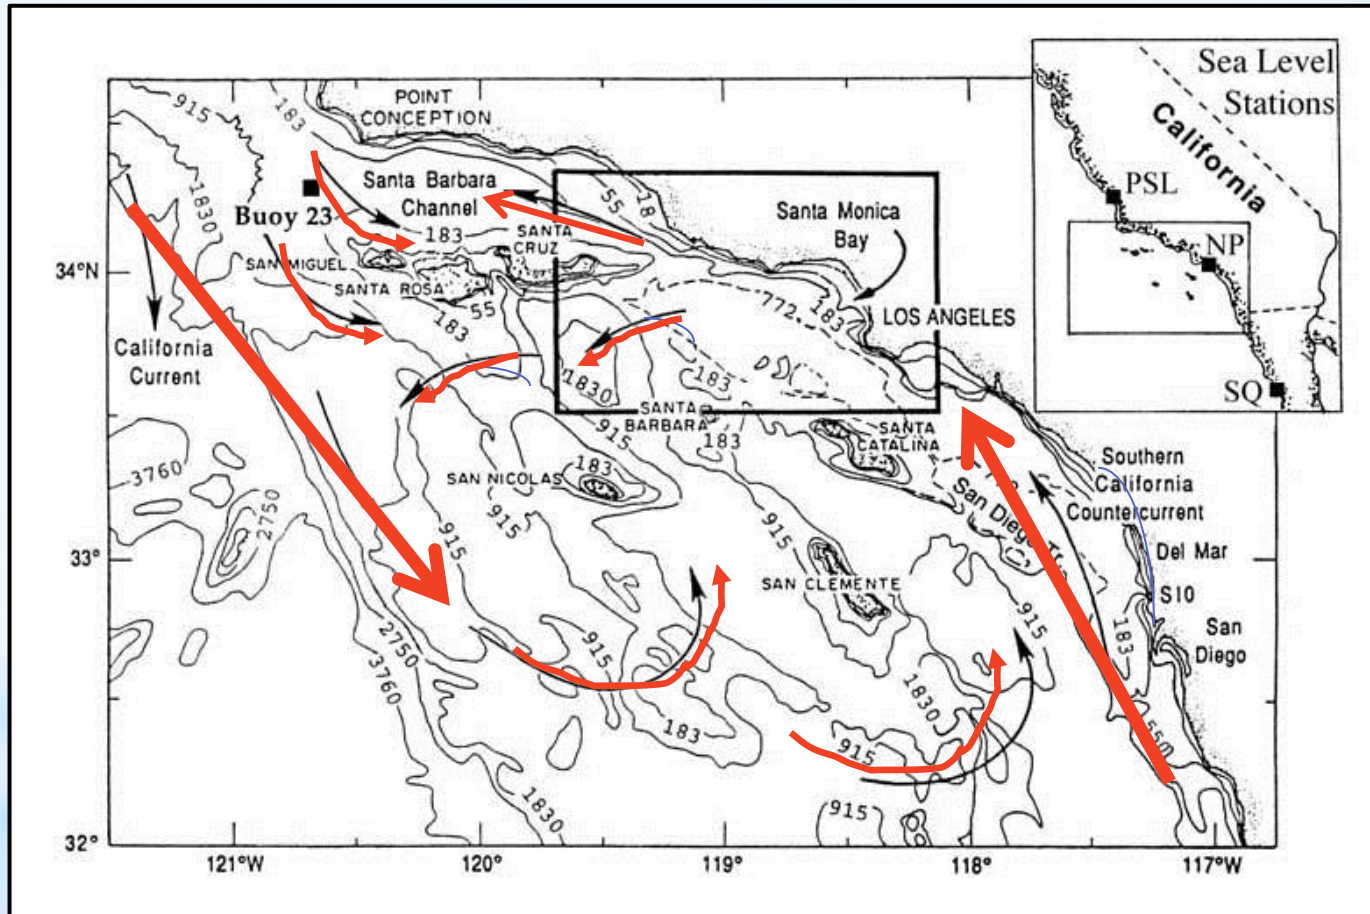 POINT
CONCEPTION
915
183
Sea Level
Stations
California
PSL
NP
SQ
1830
Buoy 23
Santa Barbara
Channel
55
18
Santa Monica
Bay
34°N
183
SANTA
CRUZ
SAN MIGUEL
SANTA ROSA
55
183
772
183
LOS ANGELES
California
Current
1830
183
SANTA
BARBARA
183
915
SANTA
CATALINA
3760
2750
SAN NICOLAS
183
915
915
915
Southern
California
Countercurrent
San Diego
33°
SAN CLEMENTE
Del Mar
SIO
San
Diego
915
183
2750
3760
915
183
1830
915
550
1830
915
32°
121°W
120°
119°
118°
117°W